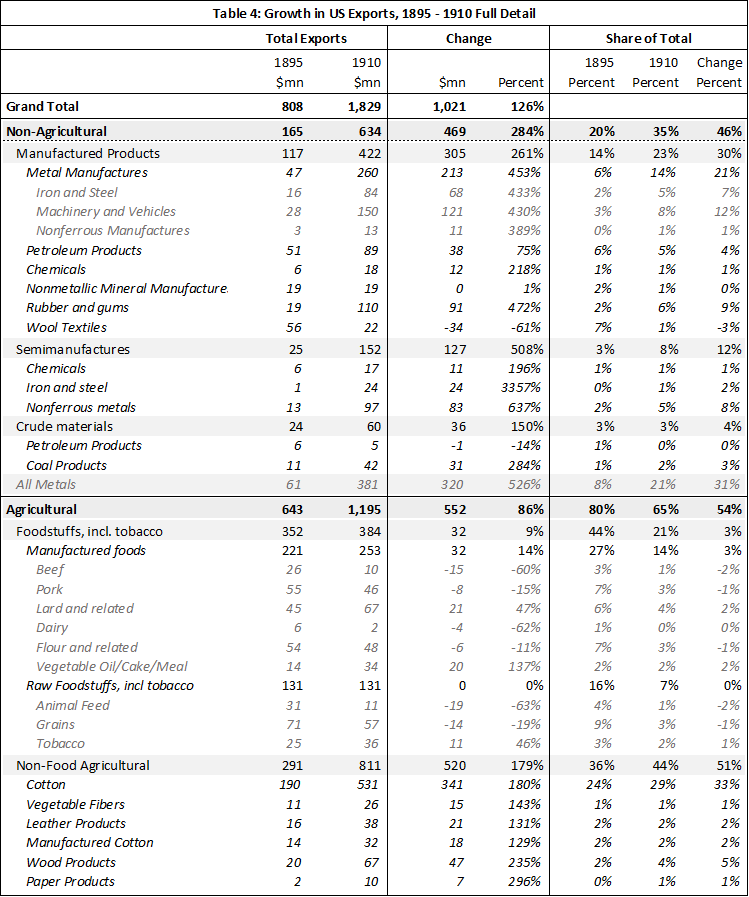 Table 4: Growth in US Exports, 1895 - 1910 Full Detail
Total Exports Change Share of Total
1895 1910 1895 1910 Change
$mn $mn $mn Percent Percent Percent Percent
Grand Total 808 1,829 1,021 126%
Non-Agricultural 165 634 469 284% 20% 35% 46%
Manufactured Products 117 422 305 261% 14% 23% 30%
Metal Manufactures 47 260 213 453% 6% 14% 21%
Iron and Steel 16 84 68 433% 2% 5% 7%
Machinery and Vehicles 28 150 121 430% 3% 8% 12%
Nonferrous Manufactures 3 13 11 389% 0% 1% 1%
Petroleum Products 51 89 38 75% 6% 5% 4%
Chemicals 6 18 12 218% 1% 1% 1%
Nonmetallic Mineral Manufacture 19 19 0 1% 2% 1% 0%
Rubber and gums 19 110 91 472% 2% 6% 9%
Wool Textiles 56 22 -34 -61% 7% 1% -3%
Semimanufactures 25 152 127 508% 3% 8% 12%
Chemicals 6 17 11 196% 1% 1% 1%
Iron and steel 1 24 24 3357% 0% 1% 2%
Nonferrous metals 13 97 83 637% 2% 5% 8%
Crude materials 24 60 36 150% 3% 3% 4%
Petroleum Products 6 5 -1 -14% 1% 0% 0%
Coal Products 11 42 31 284% 1% 2% 3%
All Metals 61 381 320 526% 8% 21% 31%
Agricultural 643 1,195 552 86% 80% 65% 54%
Foodstuffs, incl. tobacco 352 384 32 9% 44% 21% 3%
Manufactured foods 221 253 32 14% 27% 14% 3%
Beef 26 10 -15 -60% 3% 1% -2%
Pork 55 46 -8 -15% 7% 3% -1%
Lard and related 45 67 21 47% 6% 4% 2%
Dairy 6 2 -4 -62% 1% 0% 0%
Flour and related 54 48 -6 -11% 7% 3% -1%
Vegetable Oil/Cake/Meal 14 34 20 137% 2% 2% 2%
Raw Foodstuffs, incl tobacco 131 131 0 0% 16% 7% 0%
Animal Feed 31 11 -19 -63% 4% 1% -2%
Grains 71 57 -14 -19% 9% 3% -1%
Tobacco 25 36 11 46% 3% 2% 1%
Non-Food Agricultural 291 811 520 179% 36% 44% 51%
Cotton 190 531 341 180% 24% 29% 33%
Vegetable Fibers 11 26 15 143% 1% 1% 1%
Leather Products 16 38 21 131% 2% 2% 2%
Manufactured Cotton 14 32 18 129% 2% 2% 2%
Wood Products 20 67 47 235% 2% 4% 5%
Paper Products 2 10 7 296% 0% 1% 1%